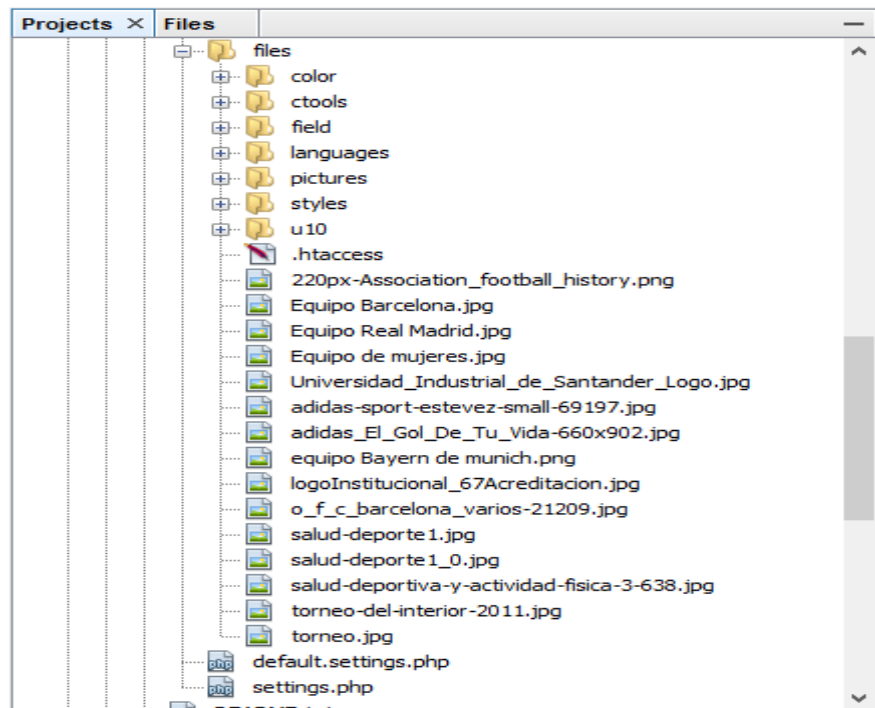 Projects Files
files
color
ctools
field
languages
pictures
styles
u10
.htaccess
220px-Association_football_history.png
Equipo Barcelona.jpg
Equipo Real Madrid.jpg
Equipo de mujeres.jpg
Universidad_Industrial_de_Santander_Logo.jpg
adidas-sport-estevez-small-69197.jpg
adidas_El_Gol_De_Tu_Vida-660x902.jpg
equipo Bayern de munich.png
logoInstitucional_67Acreditacion.jpg
o_f_c_barcelona_varios-21209.jpg
salud-deporte1.jpg
salud-deporte1_0.jpg
salud-deportiva-y-actividad-fisica-3-638.jpg
torneo-del-interior-2011.jpg
torneo.jpg
default.settings.php
settings.php